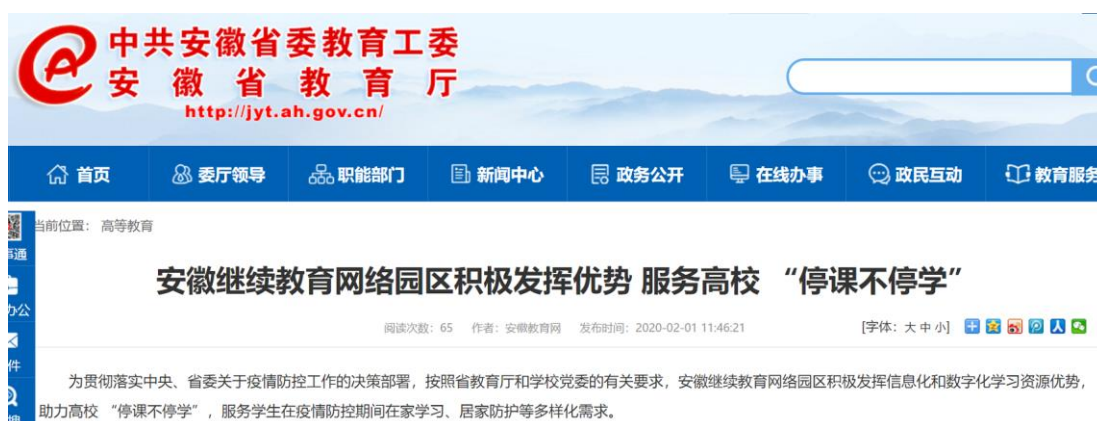 中共安徽省委教育工委
安徽省教育厅
http://jyt.ah.gov.cn/
首页 委厅领导 职能部门 新闻中心 政务公开 在线办事 政民互动 教育服务
当前位置： 高等教育
安徽继续教育网络园区积极发挥优势 服务高校 “停课不停学”
阅读次数：65 作者：安徽教育网 发布时间：2020-02-01 11:46:21 [字体：大 中 小]
为贯彻落实中央、省委关于疫情防控工作的决策部署，按照省教育厅和学校党委的有关要求，安徽继续教育网络园区积极发挥信息化和数字化学习资源优势，
助力高校 “停课不停学”，服务学生在疫情防控期间在家学习、居家防护等多样化需求。
办公
件